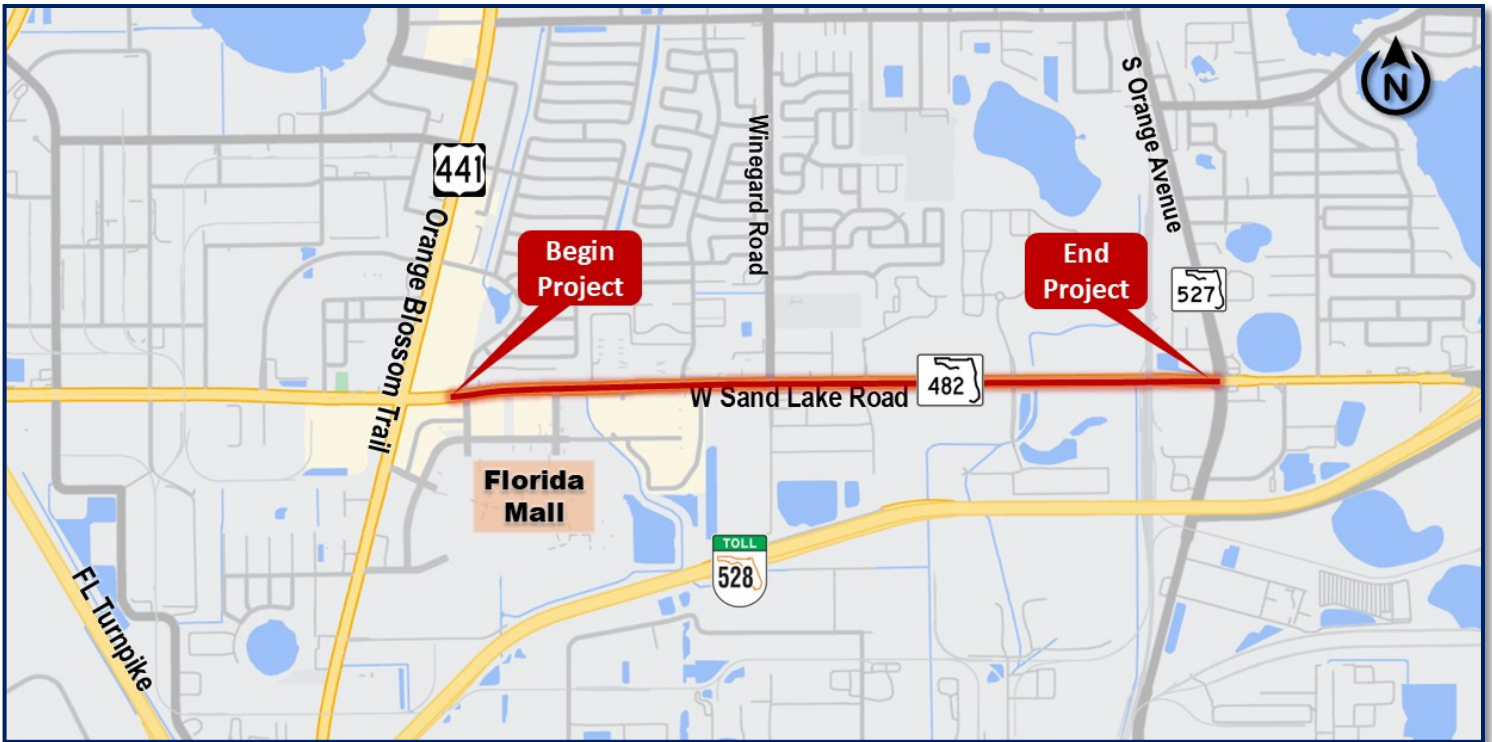 N
S Orange Avenue
Winegard Road
441
Orange Blossom Trail
Begin
Project
End
Project
527
W Sand Lake Road
482
Florida
Mall
TOLL
528
FL Turnpike